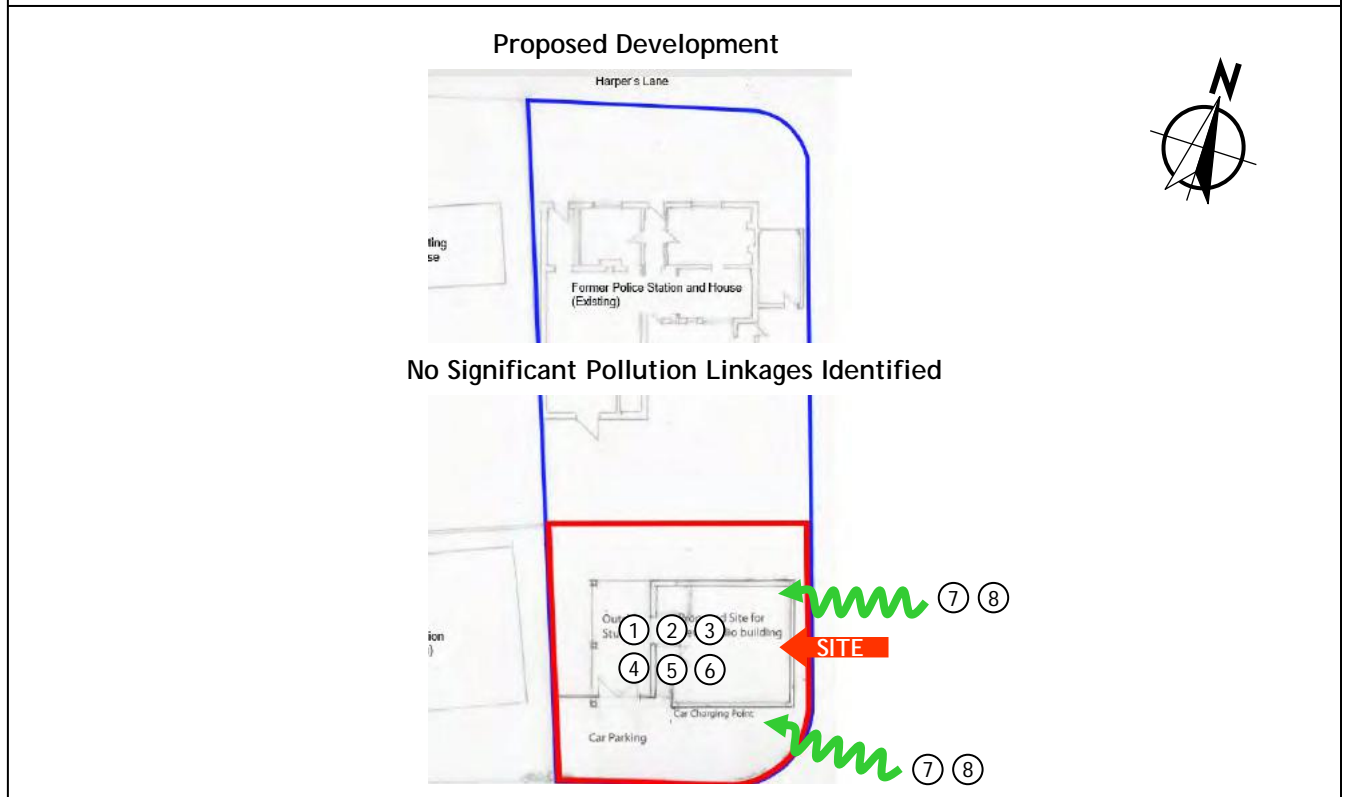 Proposed Development
Harper's Lane
N
Former Police Station and House
(Existing)
No Significant Pollution Linkages Identified
Site for
building
1 2 3
4 5 6
7 8
SITE
Car Charging Point
Car Parking
7 8